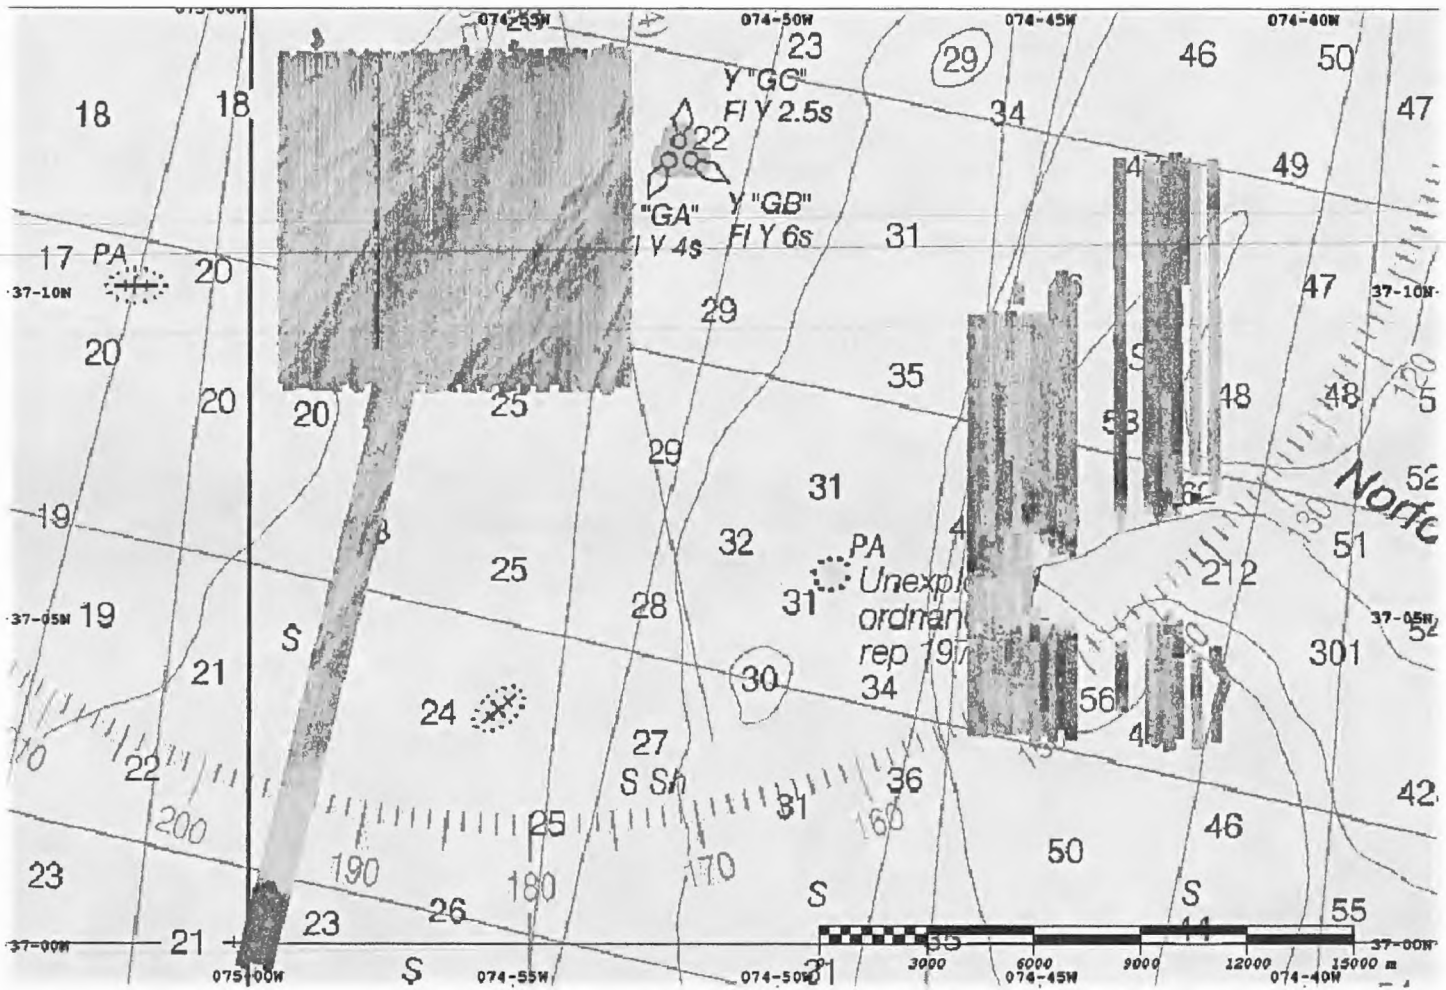 074-55W 074-50W 074-45W 074-40W
23 46 50
29
Y "GC"
Fl Y 2.5s
18 18 34 47
22 49
Y "GB"
"GA" Fl Y 6s
Y 4s 31
17 PA 20
37-10N 47 37-10N
29
20 35
20 48 48 120
20 25 53
29
31 52
Norfo
19 32 130 51
PA
25 Unexpl 212
31 ordnan
28
37-05N 19 37-05N
S rep 197 301
21 30 34
24 56
27
22 S Sh 36 42
31
200 25 160 46
190 180 170 50
23
S S
26 55
23
37-00N 21 37-00N
S
3000 6000 9000 12000 15000 m
075-00W 074-55W 074-50W 074-45W 074-40W